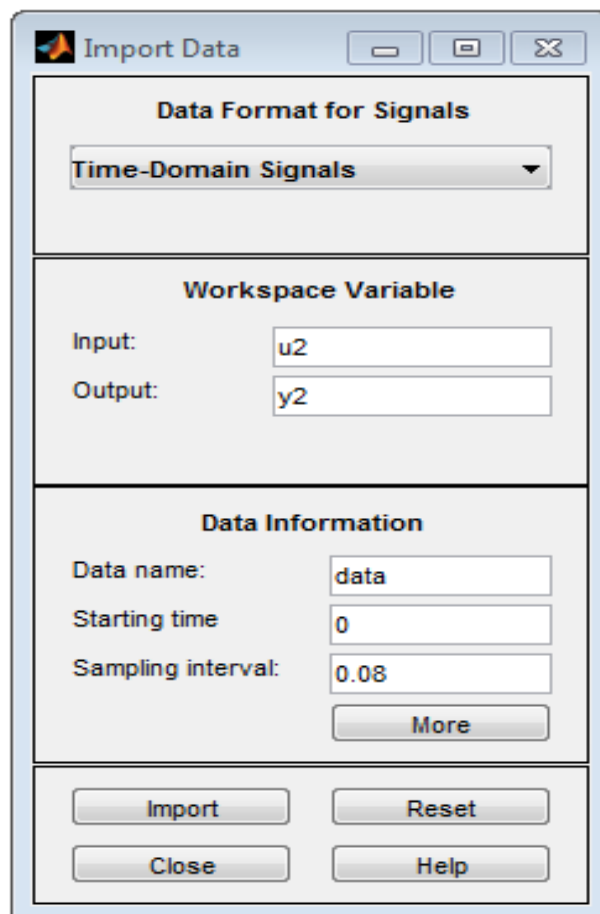 Import Data
Data Format for Signals
Time-Domain Signals
Workspace Variable
Input: u2
Output: y2
Data Information
Data name: data
Starting time 0
Sampling interval: 0.08
More
Import Reset
Close Help